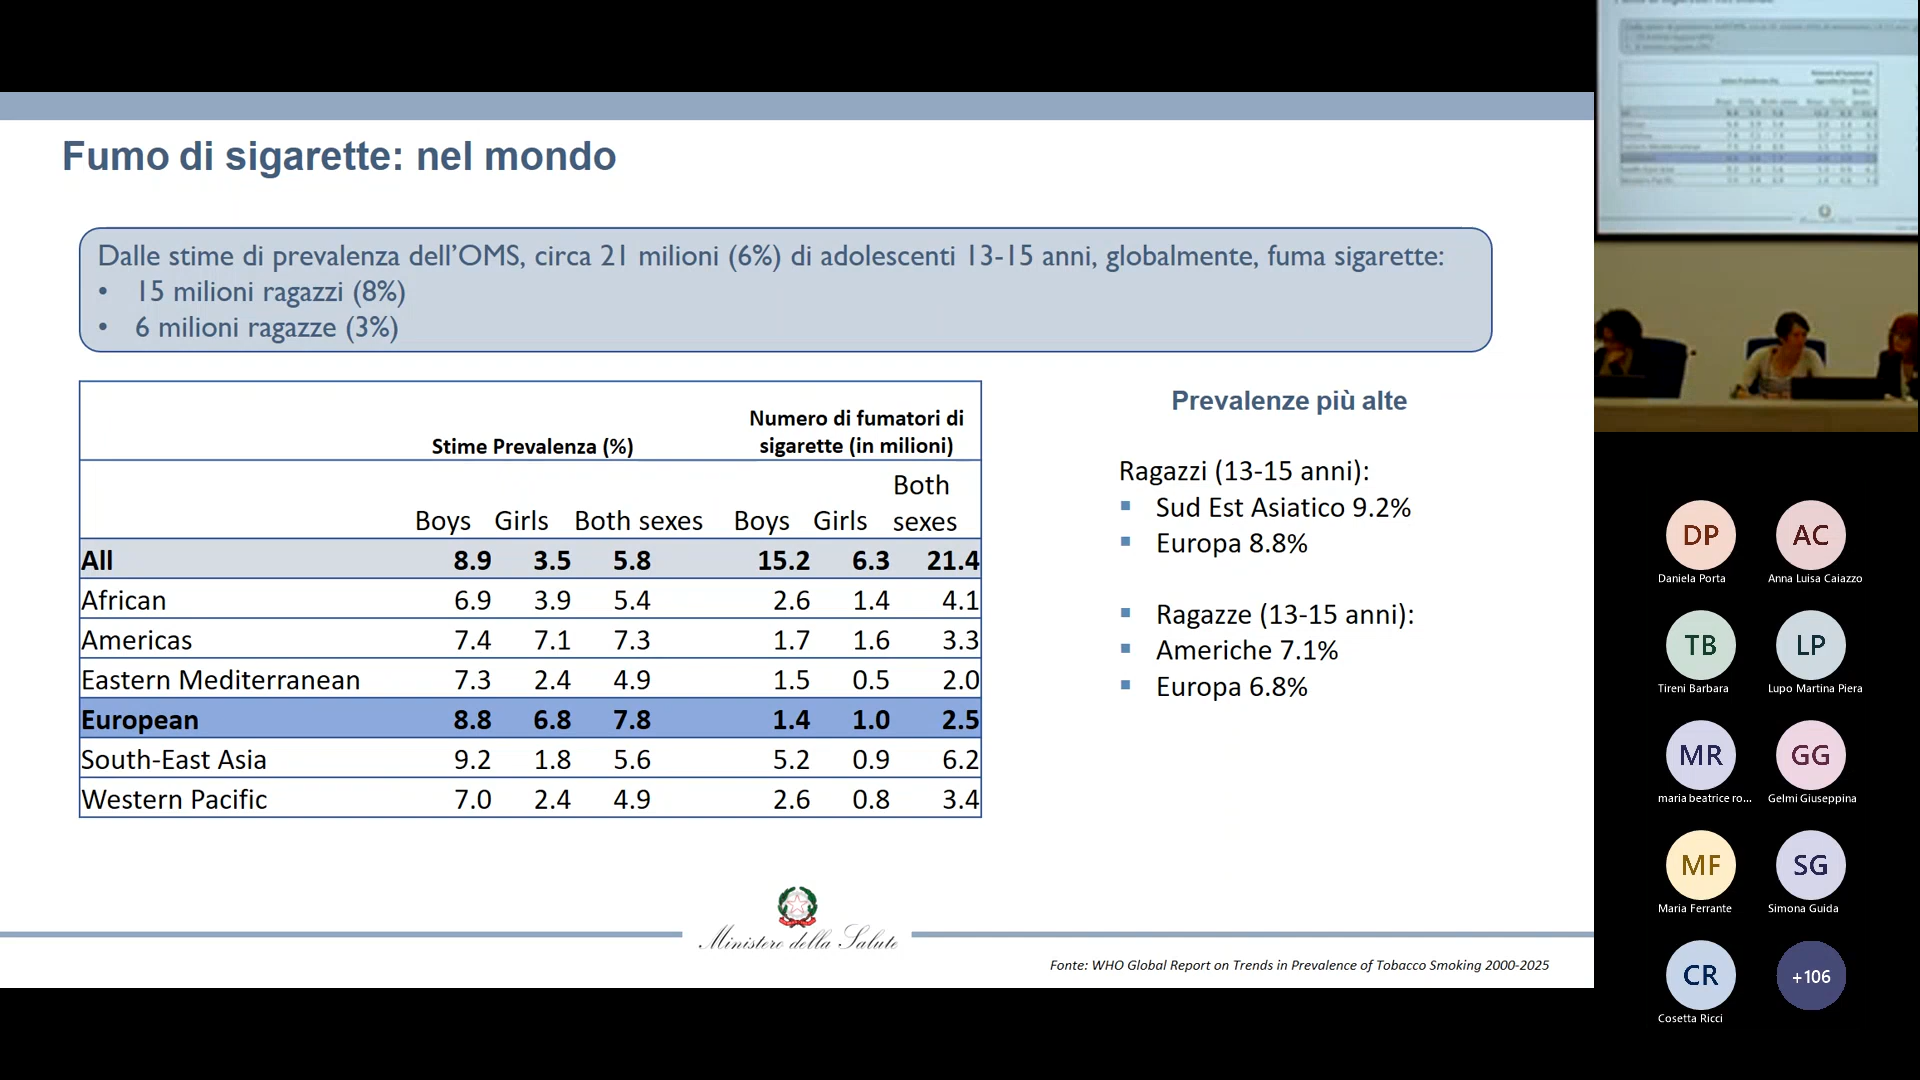 Fumo di sigarette: nel mondo
Dalle stime di prevalenza dell'OMS, circa 21 milioni (6%) di adolescenti 13-15 anni, globalmente, fuma sigarette:
• 15 milioni ragazzi (8%)
• 6 milioni ragazze (3%)
Stime Prevalenza (%) Numero di fumatori di sigarette (in milioni)
Boys Girls Both sexes Boys Girls Both sexes
All 8.9 3.5 5.8 15.2 6.3 21.4
African 6.9 3.9 5.4 2.6 1.4 4.1
Americas 7.4 7.1 7.3 1.7 1.6 3.3
Eastern Mediterranean 7.3 2.4 4.9 1.5 0.5 2.0
European 8.8 6.8 7.8 1.4 1.0 2.5
South-East Asia 9.2 1.8 5.6 5.2 0.9 6.2
Western Pacific 7.0 2.4 4.9 2.6 0.8 3.4
Prevalenze più alte
Ragazzi (13-15 anni):
▪ Sud Est Asiatico 9.2%
▪ Europa 8.8%
▪ Ragazze (13-15 anni):
▪ Americhe 7.1%
▪ Europa 6.8%
Ministero della Salute
Fonte: WHO Global Report on Trends in Prevalence of Tobacco Smoking 2000-2025
DP AC
Daniela Porta Anna Luisa Caiazzo
TB LP
Tireni Barbara Lupo Martina Piera
MR GG
maria beatrice ro... Gelmi Giuseppina
MF SG
Maria Ferrante Simona Guida
CR +106
Cosetta Ricci